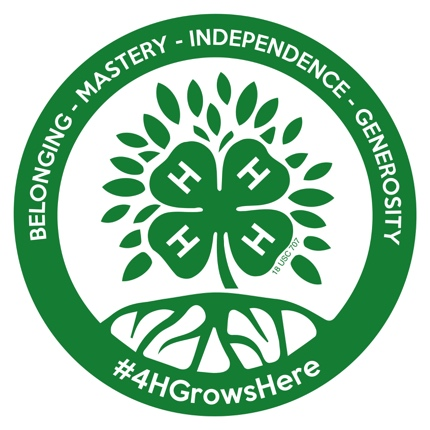 BELONGING - MASTERY - INDEPENDENCE - GENEROSITY
H H
H H
18 USC 707
#4HGrowsHere